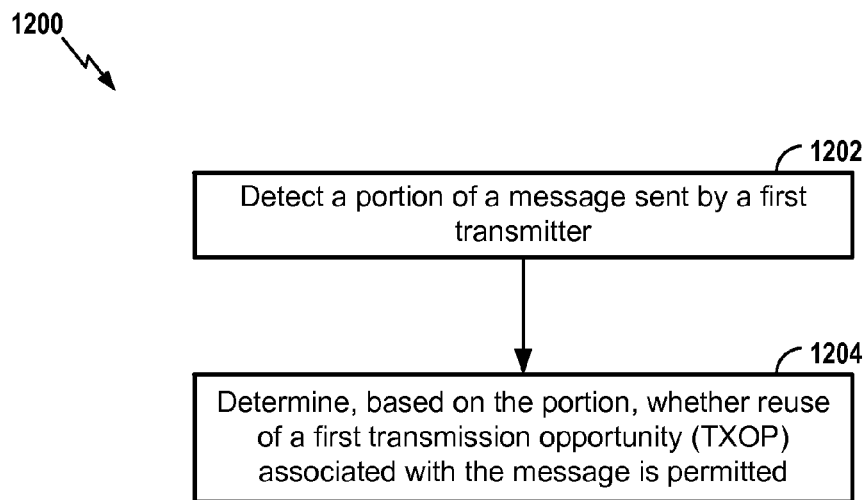 1200
1202
Detect a portion of a message sent by a first
transmitter
1204
Determine, based on the portion, whether reuse
of a first transmission opportunity (TXOP)
associated with the message is permitted